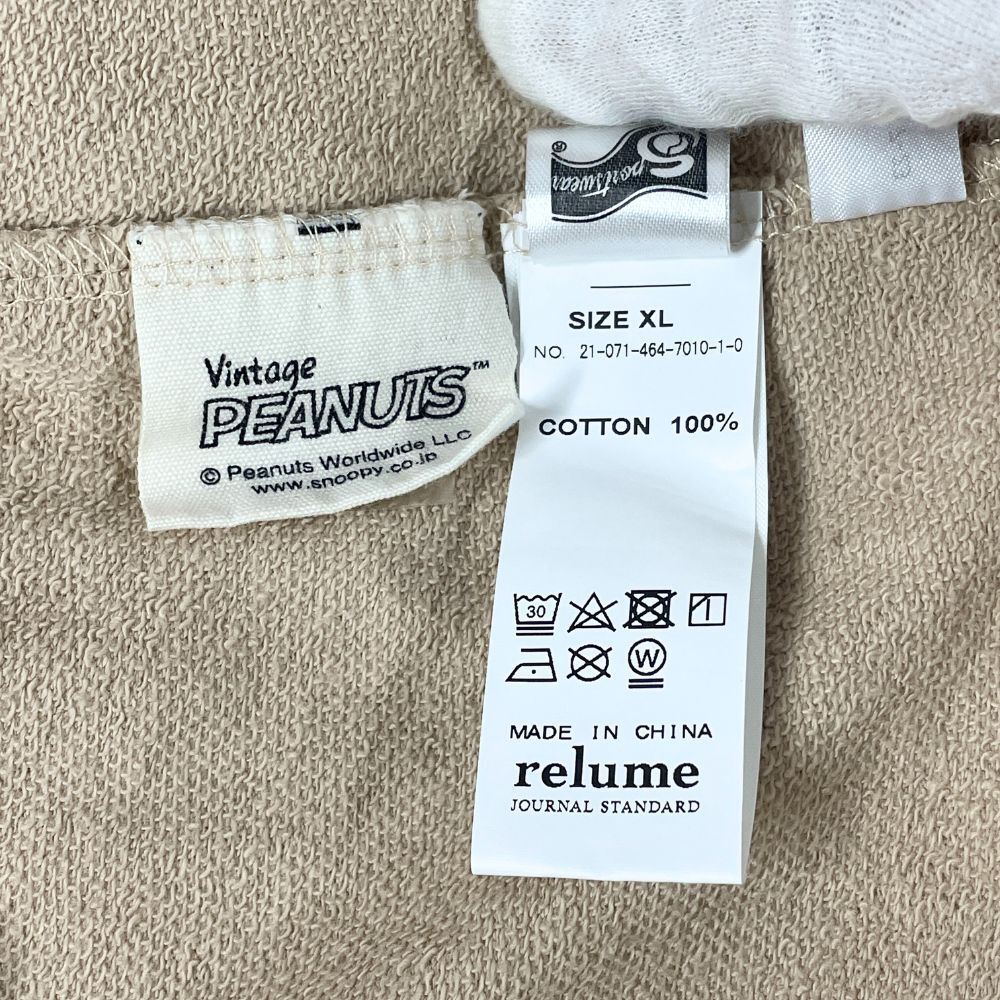 Sportswear
®
Vintage
PEANUTS™
© Peanuts Worldwide LLC
www.snoopy.co.jp
SIZE XL
NO. 21-071-464-7010-1-0
COTTON 100%
30
W
MADE IN CHINA
relume
JOURNAL STANDARD